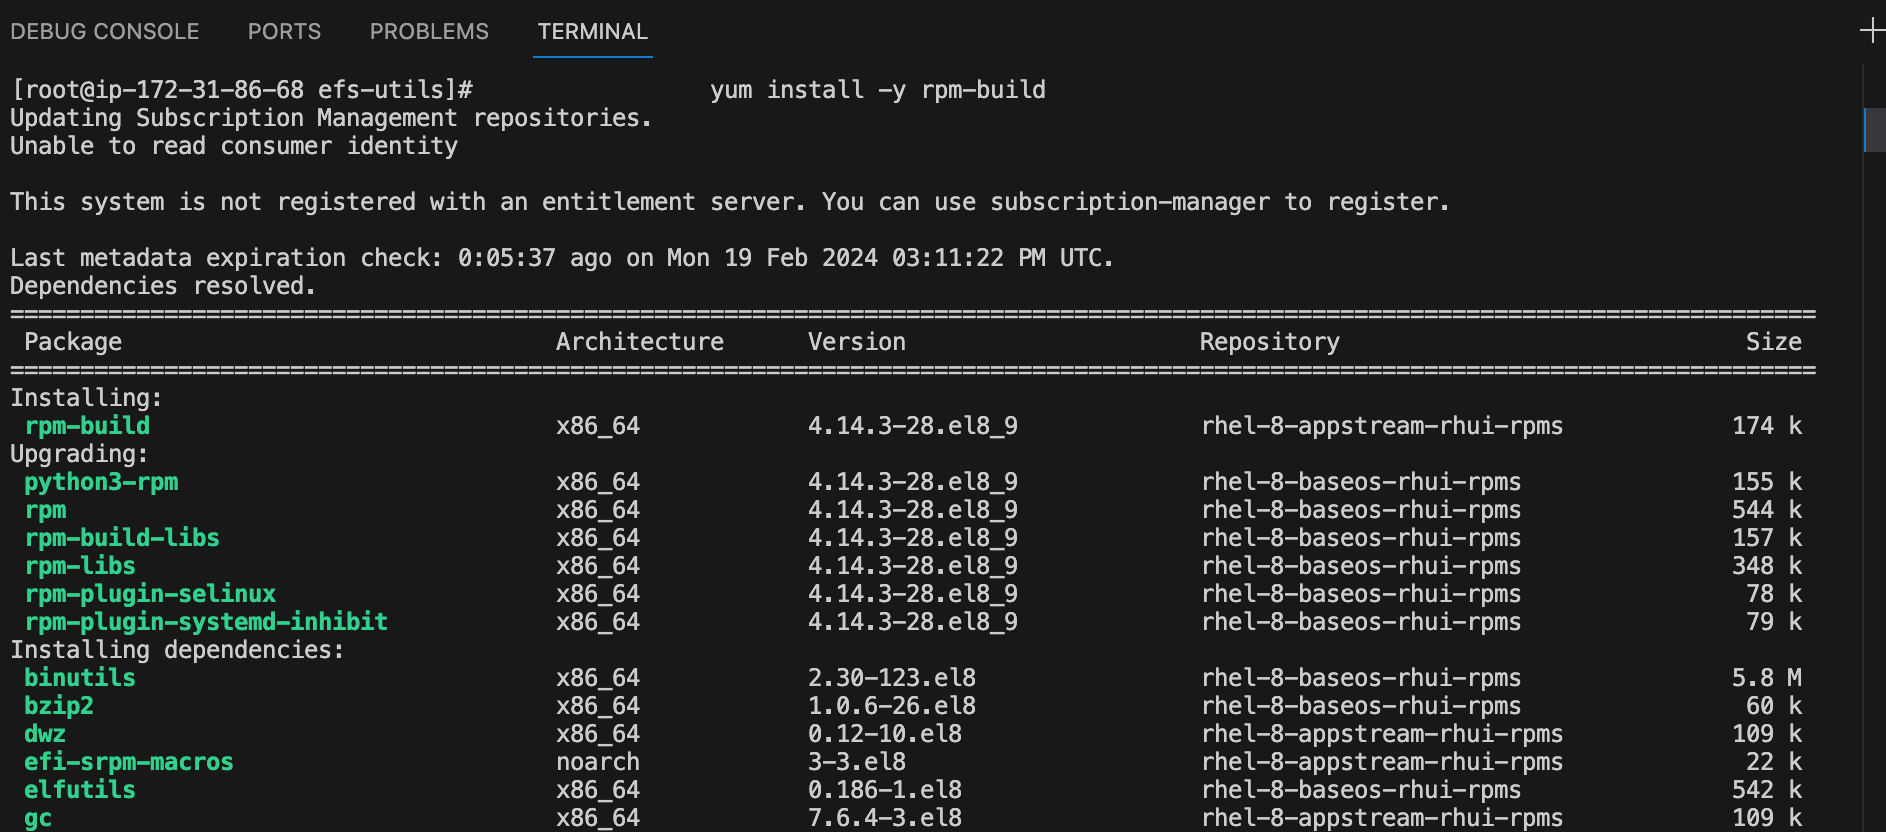 DEBUG CONSOLE PORTS PROBLEMS TERMINAL
[root@ip-172-31-86-68 efs-utils]# yum install -y rpm-build
Updating Subscription Management repositories.
Unable to read consumer identity
This system is not registered with an entitlement server. You can use subscription-manager to register.
Last metadata expiration check: 0:05:37 ago on Mon 19 Feb 2024 03:11:22 PM UTC.
Dependencies resolved.
================================================================================================================================
Package Architecture Version Repository Size
================================================================================================================================
Installing:
rpm-build x86_64 4.14.3-28.el8_9 rhel-8-appstream-rhui-rpms 174 k
Upgrading:
python3-rpm x86_64 4.14.3-28.el8_9 rhel-8-baseos-rhui-rpms 155 k
rpm x86_64 4.14.3-28.el8_9 rhel-8-baseos-rhui-rpms 544 k
rpm-build-libs x86_64 4.14.3-28.el8_9 rhel-8-baseos-rhui-rpms 157 k
rpm-libs x86_64 4.14.3-28.el8_9 rhel-8-baseos-rhui-rpms 348 k
rpm-plugin-selinux x86_64 4.14.3-28.el8_9 rhel-8-baseos-rhui-rpms 78 k
rpm-plugin-systemd-inhibit x86_64 4.14.3-28.el8_9 rhel-8-baseos-rhui-rpms 79 k
Installing dependencies:
binutils x86_64 2.30-123.el8 rhel-8-baseos-rhui-rpms 5.8 M
bzip2 x86_64 1.0.6-26.el8 rhel-8-baseos-rhui-rpms 60 k
dwz x86_64 0.12-10.el8 rhel-8-appstream-rhui-rpms 109 k
efi-srpm-macros noarch 3-3.el8 rhel-8-appstream-rhui-rpms 22 k
elfutils x86_64 0.186-1.el8 rhel-8-baseos-rhui-rpms 542 k
gc x86_64 7.6.4-3.el8 rhel-8-appstream-rhui-rpms 109 k